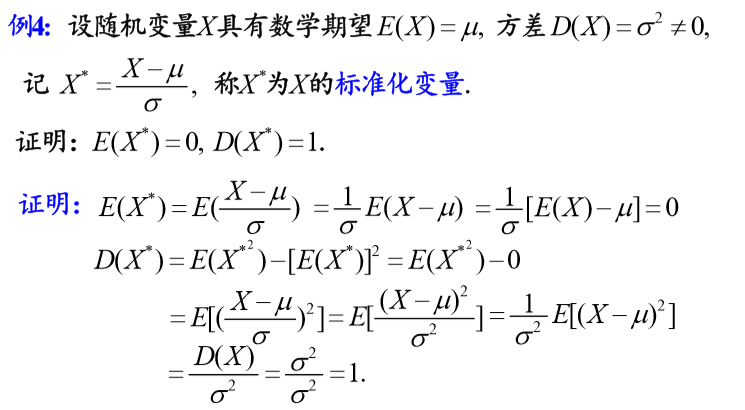 例4: 设随机变量X具有数学期望 E(X) = μ, 方差 D(X) = σ² ≠ 0,
记 X* = (X − μ)/σ, 称X*为X的标准化变量.
证明: E(X*) = 0, D(X*) = 1.
证明: E(X*) = E((X − μ)/σ) = 1/σ E(X − μ) = 1/σ [E(X) − μ] = 0
D(X*) = E(X*²) − [E(X*)]² = E(X*²) − 0
= E[((X − μ)/σ)²] = E[(X − μ)²/σ²] = 1/σ² E[(X − μ)²]
= D(X)/σ² = σ²/σ² = 1.